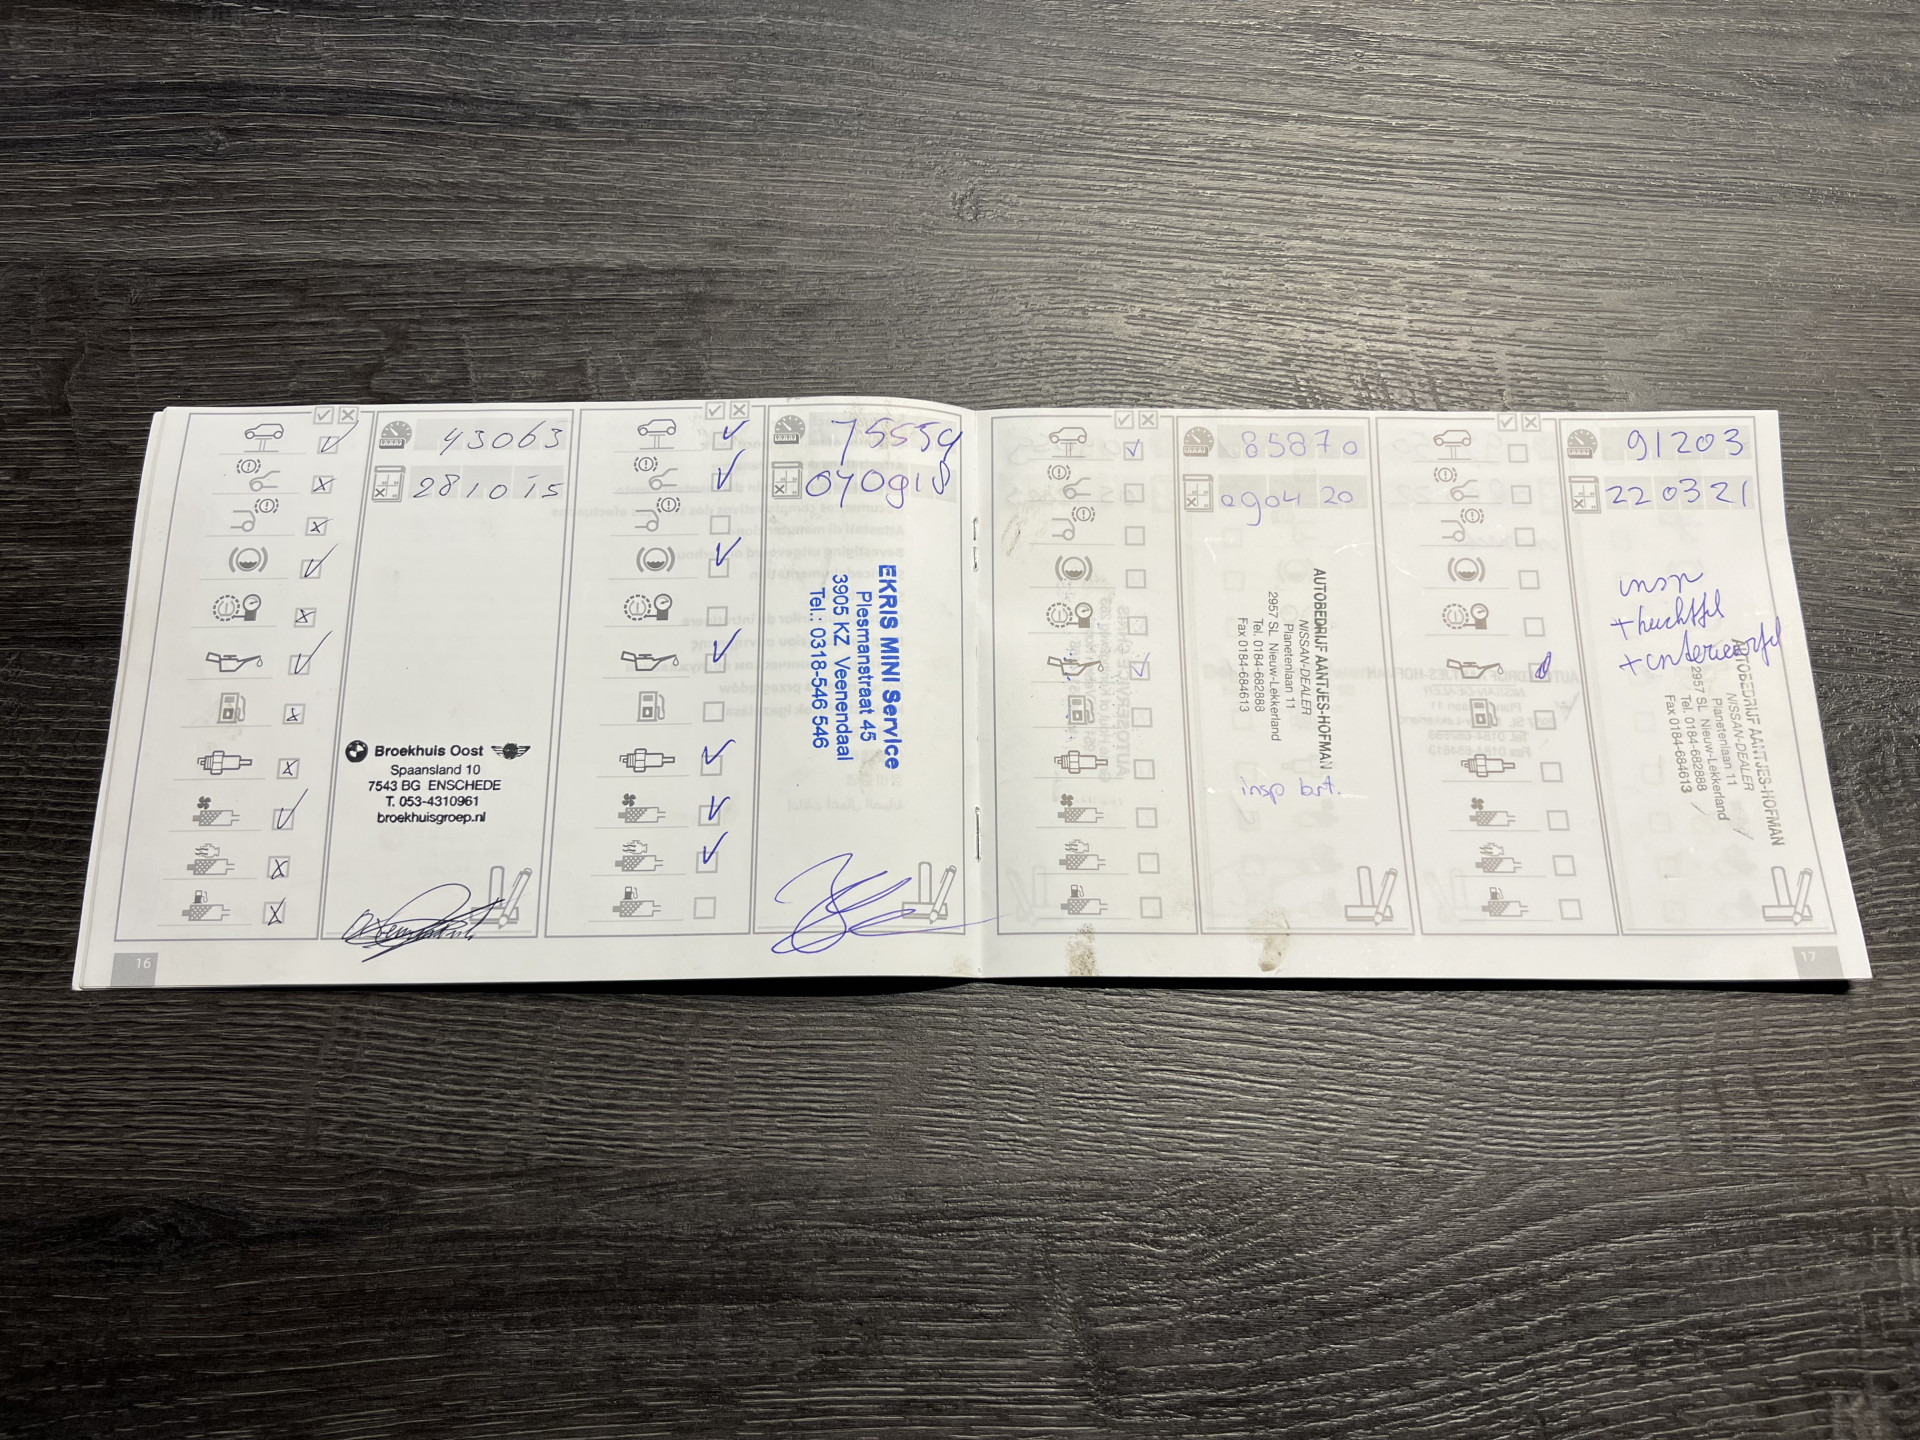 43063
281015
Broekhuis Oost
Spaansland 10
7543 BG ENSCHEDE
T. 053-4310961
broekhuisgroep.nl
16
75559
040918
EKRIS MINI Service
Plesmanstraat 45
3905 KZ Veenendaal
Tel.: 0318-546 546
85870
090420
AUTOBEDRIJF AANTJES-HOFMAN
NISSAN-DEALER
Planetenlaan 11
2957 SL Nieuw-Lekkerland
Tel. 0184-682888
Fax 0184-684613
insp brt.
91203
220321
insp
+ luchtfil
+ interieurfil
AUTOBEDRIJF AANTJES-HOFMAN
NISSAN-DEALER
Planetenlaan 11
2957 SL Nieuw-Lekkerland
Tel. 0184-682888
Fax 0184-684613
17